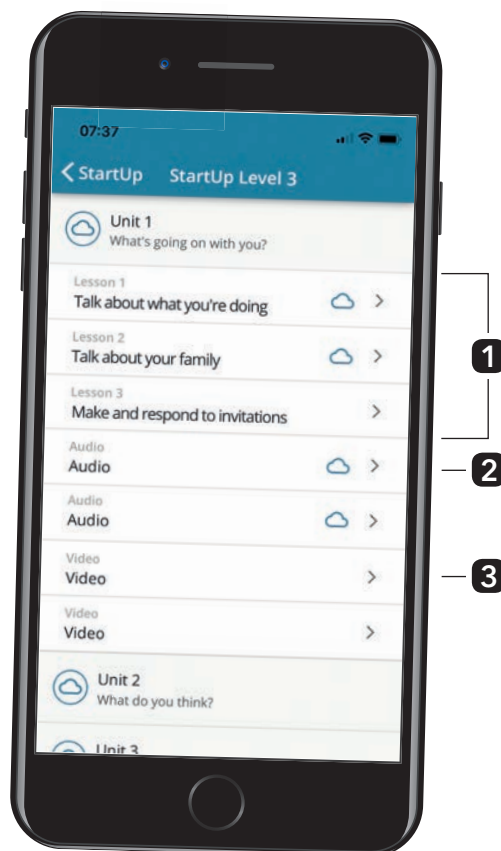 07:37
StartUp StartUp Level 3
Unit 1
What's going on with you?
Lesson 1
Talk about what you're doing
1
Lesson 2
Talk about your family
Lesson 3
Make and respond to invitations
Audio
Audio
2
Audio
Audio
Video
Video
3
Video
Video
Unit 2
What do you think?
Unit 3